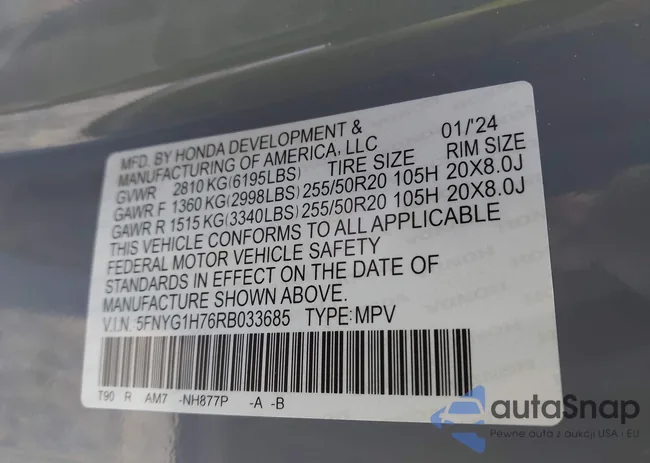 MFD. BY HONDA DEVELOPMENT & 01/'24
MANUFACTURING OF AMERICA, LLC
GVWR 2810 KG(6195LBS) TIRE SIZE RIM SIZE
GAWR F 1360 KG(2998LBS) 255/50R20 105H 20X8.0J
GAWR R 1515 KG(3340LBS) 255/50R20 105H 20X8.0J
THIS VEHICLE CONFORMS TO ALL APPLICABLE
FEDERAL MOTOR VEHICLE SAFETY
STANDARDS IN EFFECT ON THE DATE OF
MANUFACTURE SHOWN ABOVE.
V.I.N. 5FNYG1H76RB033685 TYPE:MPV
T90 R AM7 -NH877P -A -B
autaSnap
Pewne auta z aukcji USA i EU